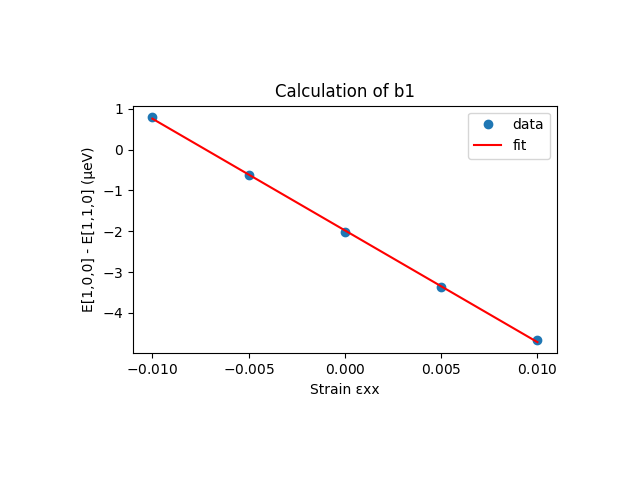 Calculation of b1
data
fit
E[1,0,0] - E[1,1,0] (µeV)
1
0
−1
−2
−3
−4
−0.010
−0.005
0.000
0.005
0.010
Strain εxx